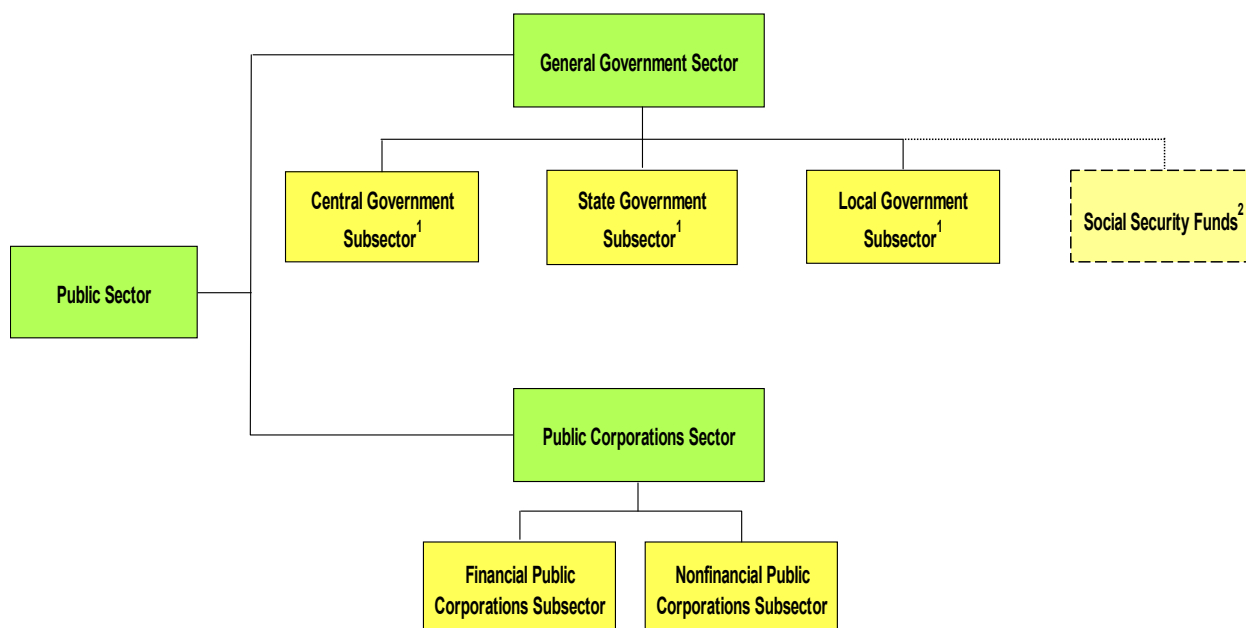 General Government Sector
Central Government
Subsector¹
State Government
Subsector¹
Local Government
Subsector¹
Social Security Funds²
Public Sector
Public Corporations Sector
Financial Public
Corporations Subsector
Nonfinancial Public
Corporations Subsector